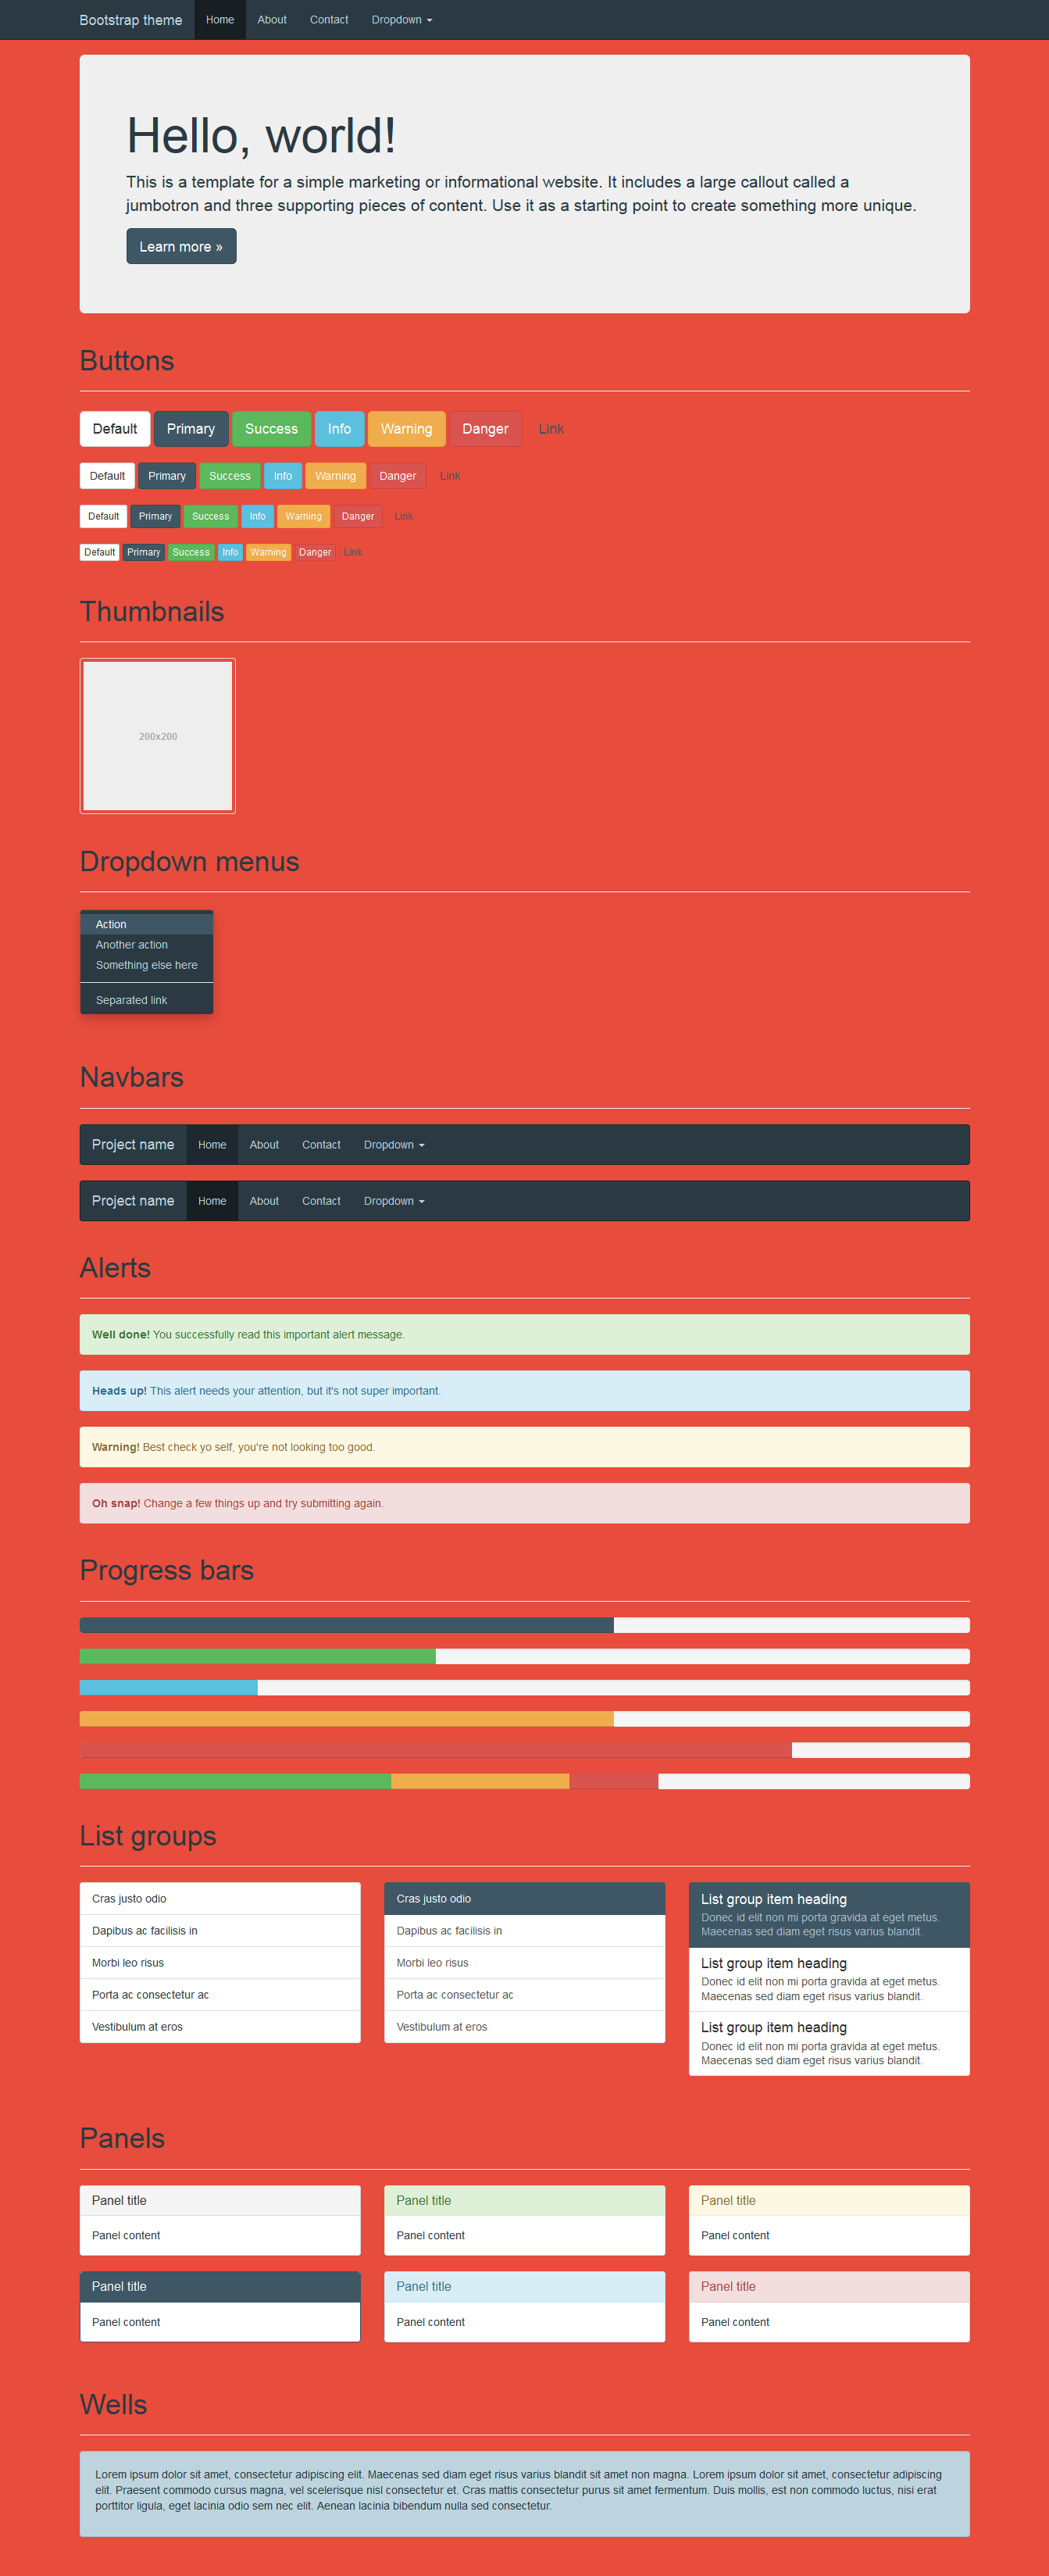 Bootstrap theme Home About Contact Dropdown
Hello, world!
This is a template for a simple marketing or informational website. It includes a large callout called a
jumbotron and three supporting pieces of content. Use it as a starting point to create something more unique.
Learn more »
Buttons
Default Primary Success Info Warning Danger Link
Default Primary Success Info Warning Danger Link
Default Primary Success Info Warning Danger Link
Default Primary Success Info Warning Danger Link
Thumbnails
200x200
Dropdown menus
Action
Another action
Something else here
Separated link
Navbars
Project name Home About Contact Dropdown
Project name Home About Contact Dropdown
Alerts
Well done! You successfully read this important alert message.
Heads up! This alert needs your attention, but it's not super important.
Warning! Best check yo self, you're not looking too good.
Oh snap! Change a few things up and try submitting again.
Progress bars
List groups
Cras justo odio
Dapibus ac facilisis in
Morbi leo risus
Porta ac consectetur ac
Vestibulum at eros
Cras justo odio
Dapibus ac facilisis in
Morbi leo risus
Porta ac consectetur ac
Vestibulum at eros
List group item heading
Donec id elit non mi porta gravida at eget metus.
Maecenas sed diam eget risus varius blandit.
List group item heading
Donec id elit non mi porta gravida at eget metus.
Maecenas sed diam eget risus varius blandit.
List group item heading
Donec id elit non mi porta gravida at eget metus.
Maecenas sed diam eget risus varius blandit.
Panels
Panel title
Panel content
Panel title
Panel content
Panel title
Panel content
Panel title
Panel content
Panel title
Panel content
Panel title
Panel content
Wells
Lorem ipsum dolor sit amet, consectetur adipiscing elit. Maecenas sed diam eget risus varius blandit sit amet non magna. Lorem ipsum dolor sit amet, consectetur adipiscing
elit. Praesent commodo cursus magna, vel scelerisque nisl consectetur et. Cras mattis consectetur purus sit amet fermentum. Duis mollis, est non commodo luctus, nisi erat
porttitor ligula, eget lacinia odio sem nec elit. Aenean lacinia bibendum nulla sed consectetur.